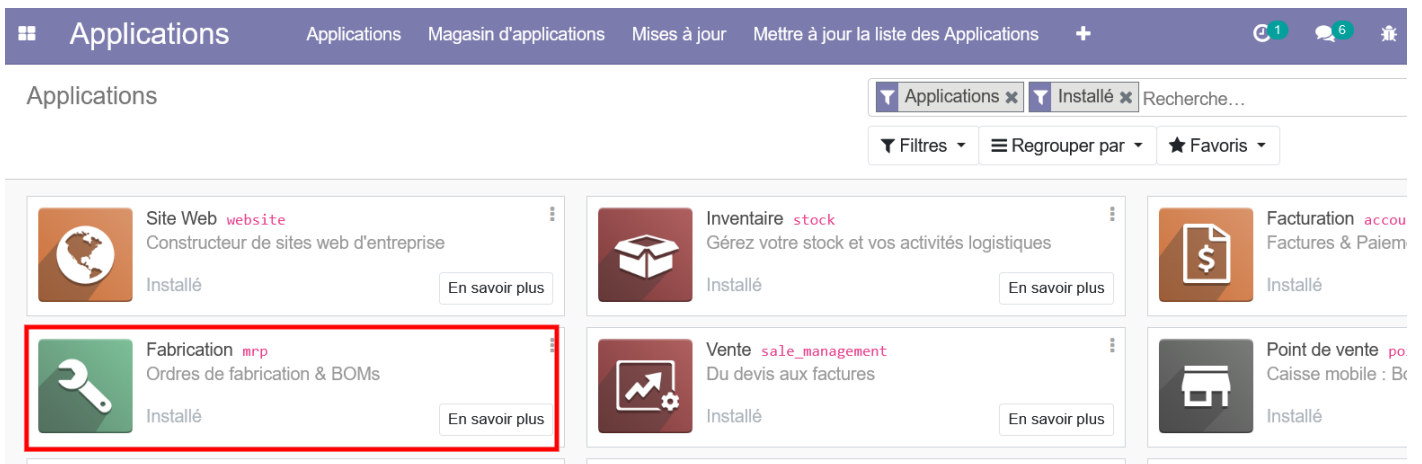 Applications Applications Magasin d'applications Mises à jour Mettre à jour la liste des Applications + 1 6
Applications Applications Installé Recherche...
Filtres Regrouper par Favoris
Site Web website
Constructeur de sites web d'entreprise
Installé En savoir plus
Inventaire stock
Gérez votre stock et vos activités logistiques
Installé En savoir plus
Facturation accou
Factures & Paiem
Installé
Fabrication mrp
Ordres de fabrication & BOMs
Installé En savoir plus
Vente sale_management
Du devis aux factures
Installé En savoir plus
Point de vente po
Caisse mobile : Bo
Installé